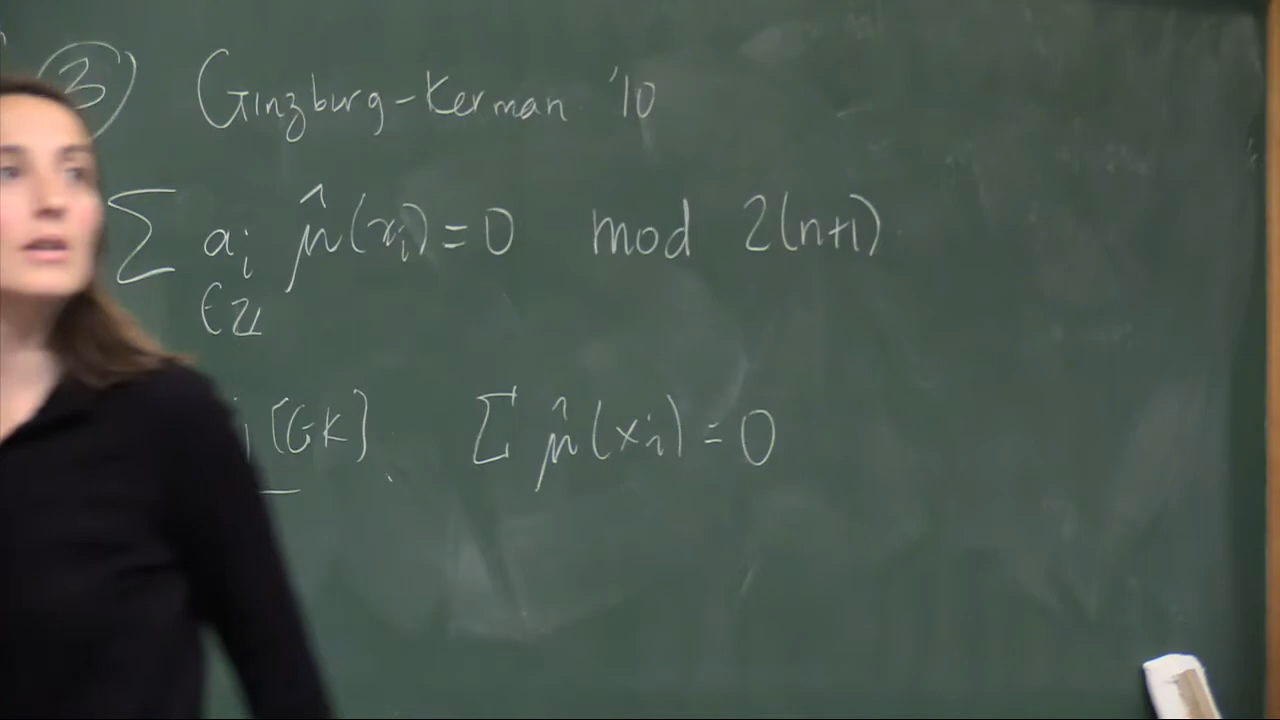 ③ Ginzburg-Kerman '10
∑ aᵢ μ̂(xᵢ) = 0 mod 2(n+1)
∈ ℤ
[GK]. ∑ μ̂(xᵢ) = 0